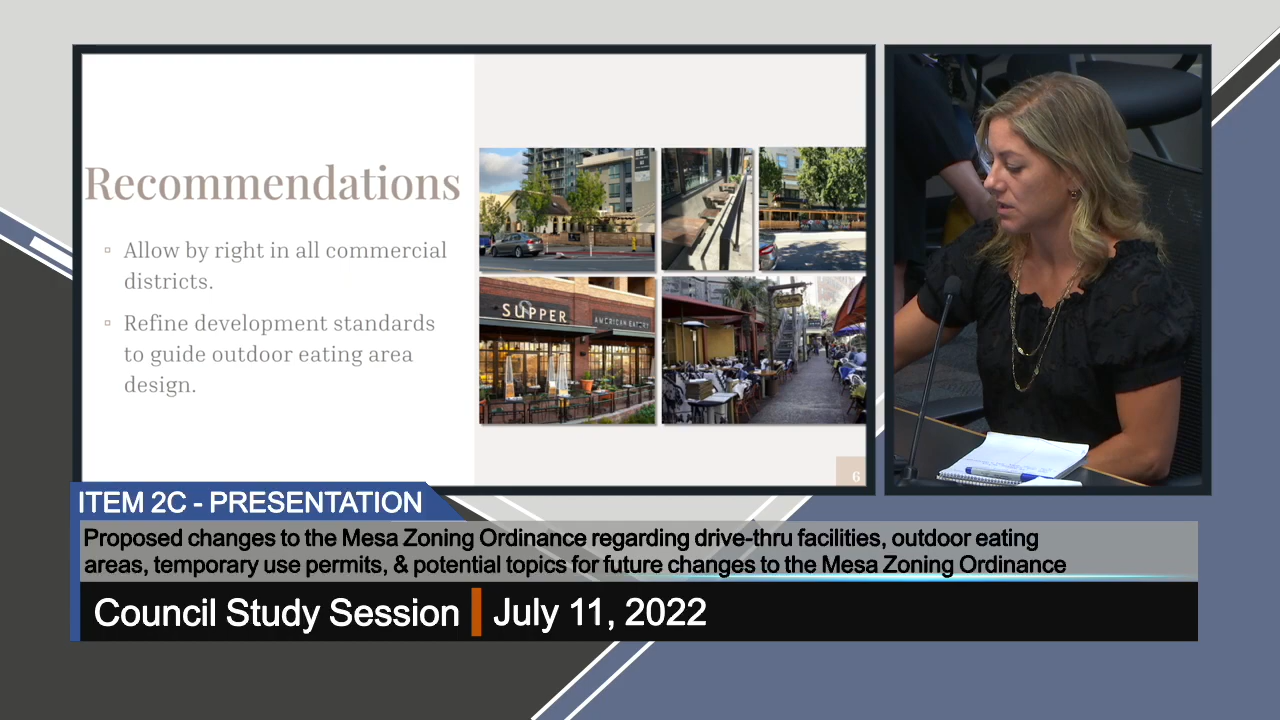 Recommendations
▫ Allow by right in all commercial
districts.
▫ Refine development standards
to guide outdoor eating area
design.
SUPPER
AMERICAN EATERY
6
ITEM 2C - PRESENTATION
Proposed changes to the Mesa Zoning Ordinance regarding drive-thru facilities, outdoor eating
areas, temporary use permits, & potential topics for future changes to the Mesa Zoning Ordinance
Council Study Session
July 11, 2022